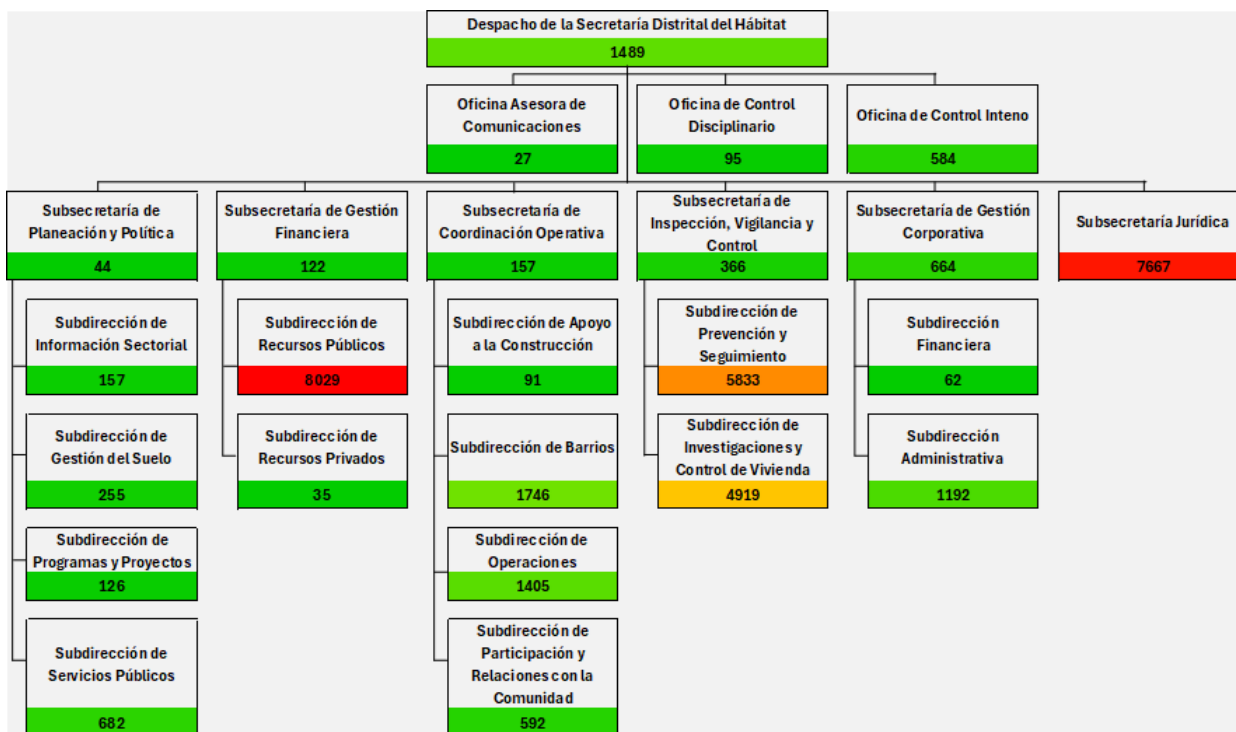 Despacho de la Secretaría Distrital del Hábitat
1489
Oficina Asesora de
Comunicaciones
27
Oficina de Control
Disciplinario
95
Oficina de Control Inteno
584
Subsecretaría de
Planeación y Política
44
Subsecretaría de Gestión
Financiera
122
Subsecretaría de
Coordinación Operativa
157
Subsecretaría de
Inspección, Vigilancia y
Control
366
Subsecretaría de Gestión
Corporativa
664
Subsecretaría Jurídica
7667
Subdirección de
Información Sectorial
157
Subdirección de
Recursos Públicos
8029
Subdirección de Apoyo
a la Construcción
91
Subdirección de
Prevención y
Seguimiento
5833
Subdirección
Financiera
62
Subdirección de
Gestión del Suelo
255
Subdirección de
Recursos Privados
35
Subdirección de Barrios
1746
Subdirección de
Investigaciones y
Control de Vivienda
4919
Subdirección
Administrativa
1192
Subdirección de
Programas y Proyectos
126
Subdirección de
Operaciones
1405
Subdirección de
Servicios Públicos
682
Subdirección de
Participación y
Relaciones con la
Comunidad
592